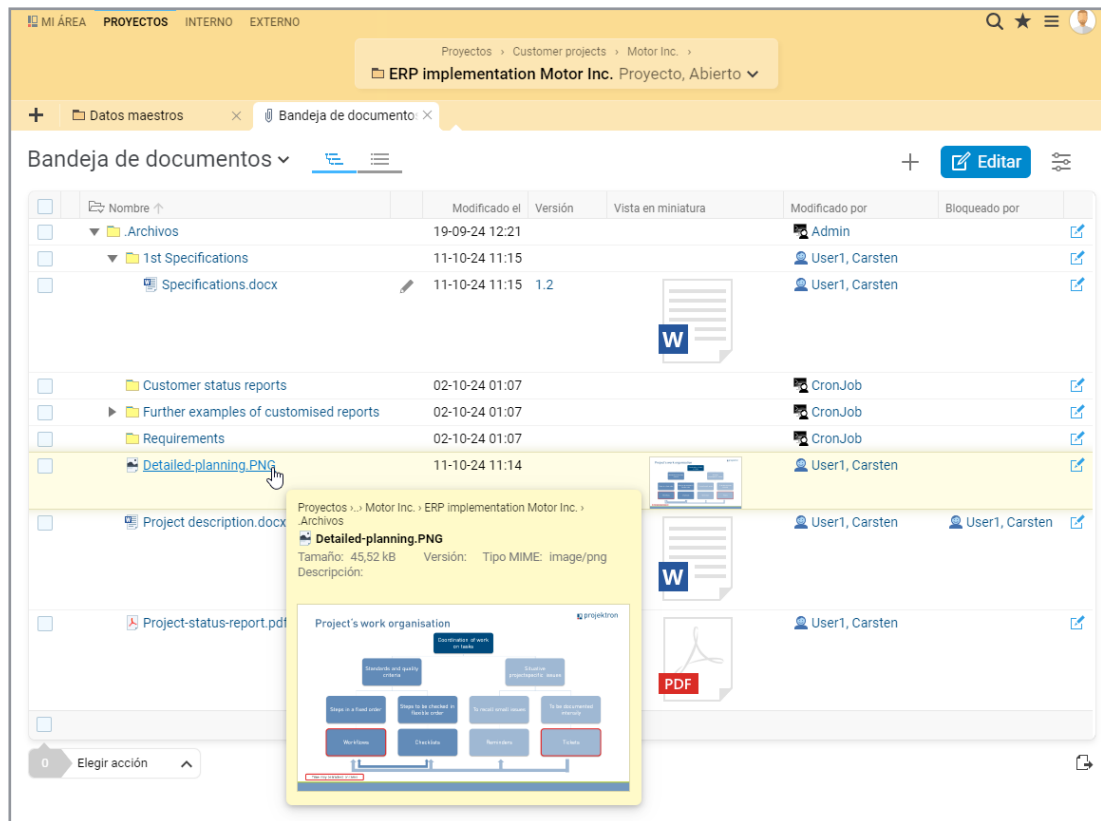 MI ÁREA PROYECTOS INTERNO EXTERNO
Proyectos › Customer projects › Motor Inc. ›
ERP implementation Motor Inc. Proyecto, Abierto
Datos maestros
Bandeja de documento
Bandeja de documentos
Editar
Nombre Modificado el Versión Vista en miniatura Modificado por Bloqueado por
.Archivos 19-09-24 12:21 Admin
1st Specifications 11-10-24 11:15 User1, Carsten
Specifications.docx 11-10-24 11:15 1.2 User1, Carsten
W
Customer status reports 02-10-24 01:07 CronJob
Further examples of customised reports 02-10-24 01:07 CronJob
Requirements 02-10-24 01:07 CronJob
Detailed-planning.PNG 11-10-24 11:14 User1, Carsten
Project description.docx User1, Carsten User1, Carsten
W
Project-status-report.pdf User1, Carsten
PDF
Proyectos ›..› Motor Inc. › ERP implementation Motor Inc. ›
.Archivos
Detailed-planning.PNG
Tamaño: 45,52 kB Versión: Tipo MIME: image/png
Descripción:
projektron
Project's work organisation
Coordination of work
on tasks
Standards and quality
criteria
Situative
projectspecific issues
Steps in a fixed order
Steps to be checked in
flexible order
To recall small issues
To be documented
intensely
Workflows
Checklists
Reminders
Tickets
0 Elegir acción